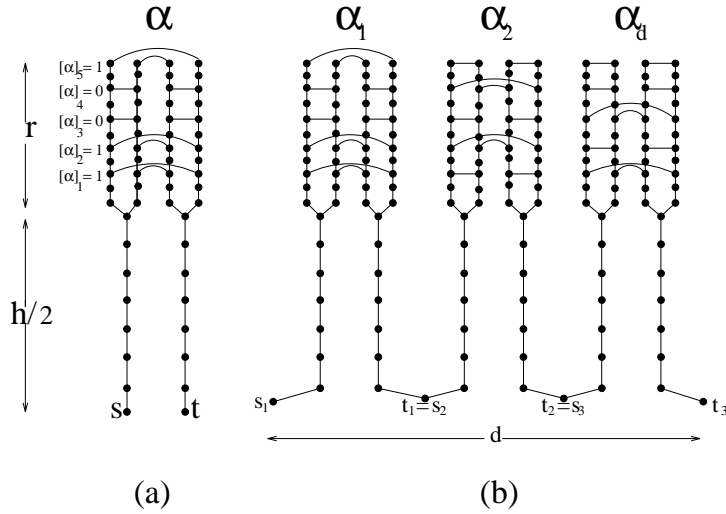 α α₁ α₂ α_d
[α]₅ = 1
[α]₄ = 0
[α]₃ = 0
[α]₂ = 1
[α]₁ = 1
r
h/2
s t
s₁ t₁=s₂ t₂=s₃ t₃
d
(a) (b)